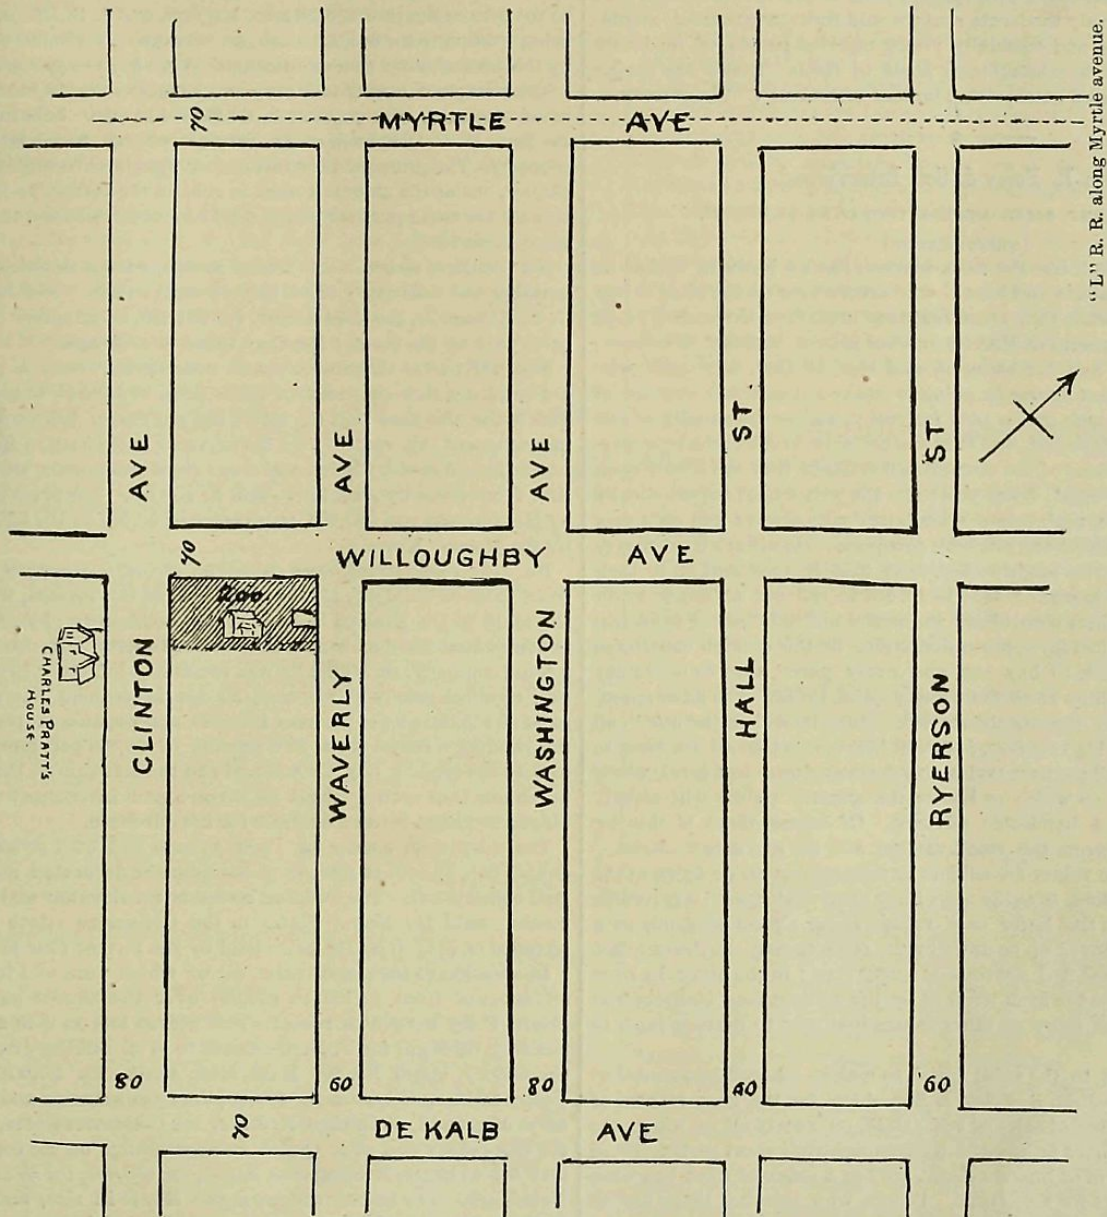 70
MYRTLE AVE
"L" R. R. along Myrtle avenue.
AVE
AVE
AVE
ST
ST
70
WILLOUGHBY AVE
200
CHARLES PRATT'S
HOUSE
CLINTON
WAVERLY
WASHINGTON
HALL
RYERSON
80
60
80
40
60
70
DE KALB AVE